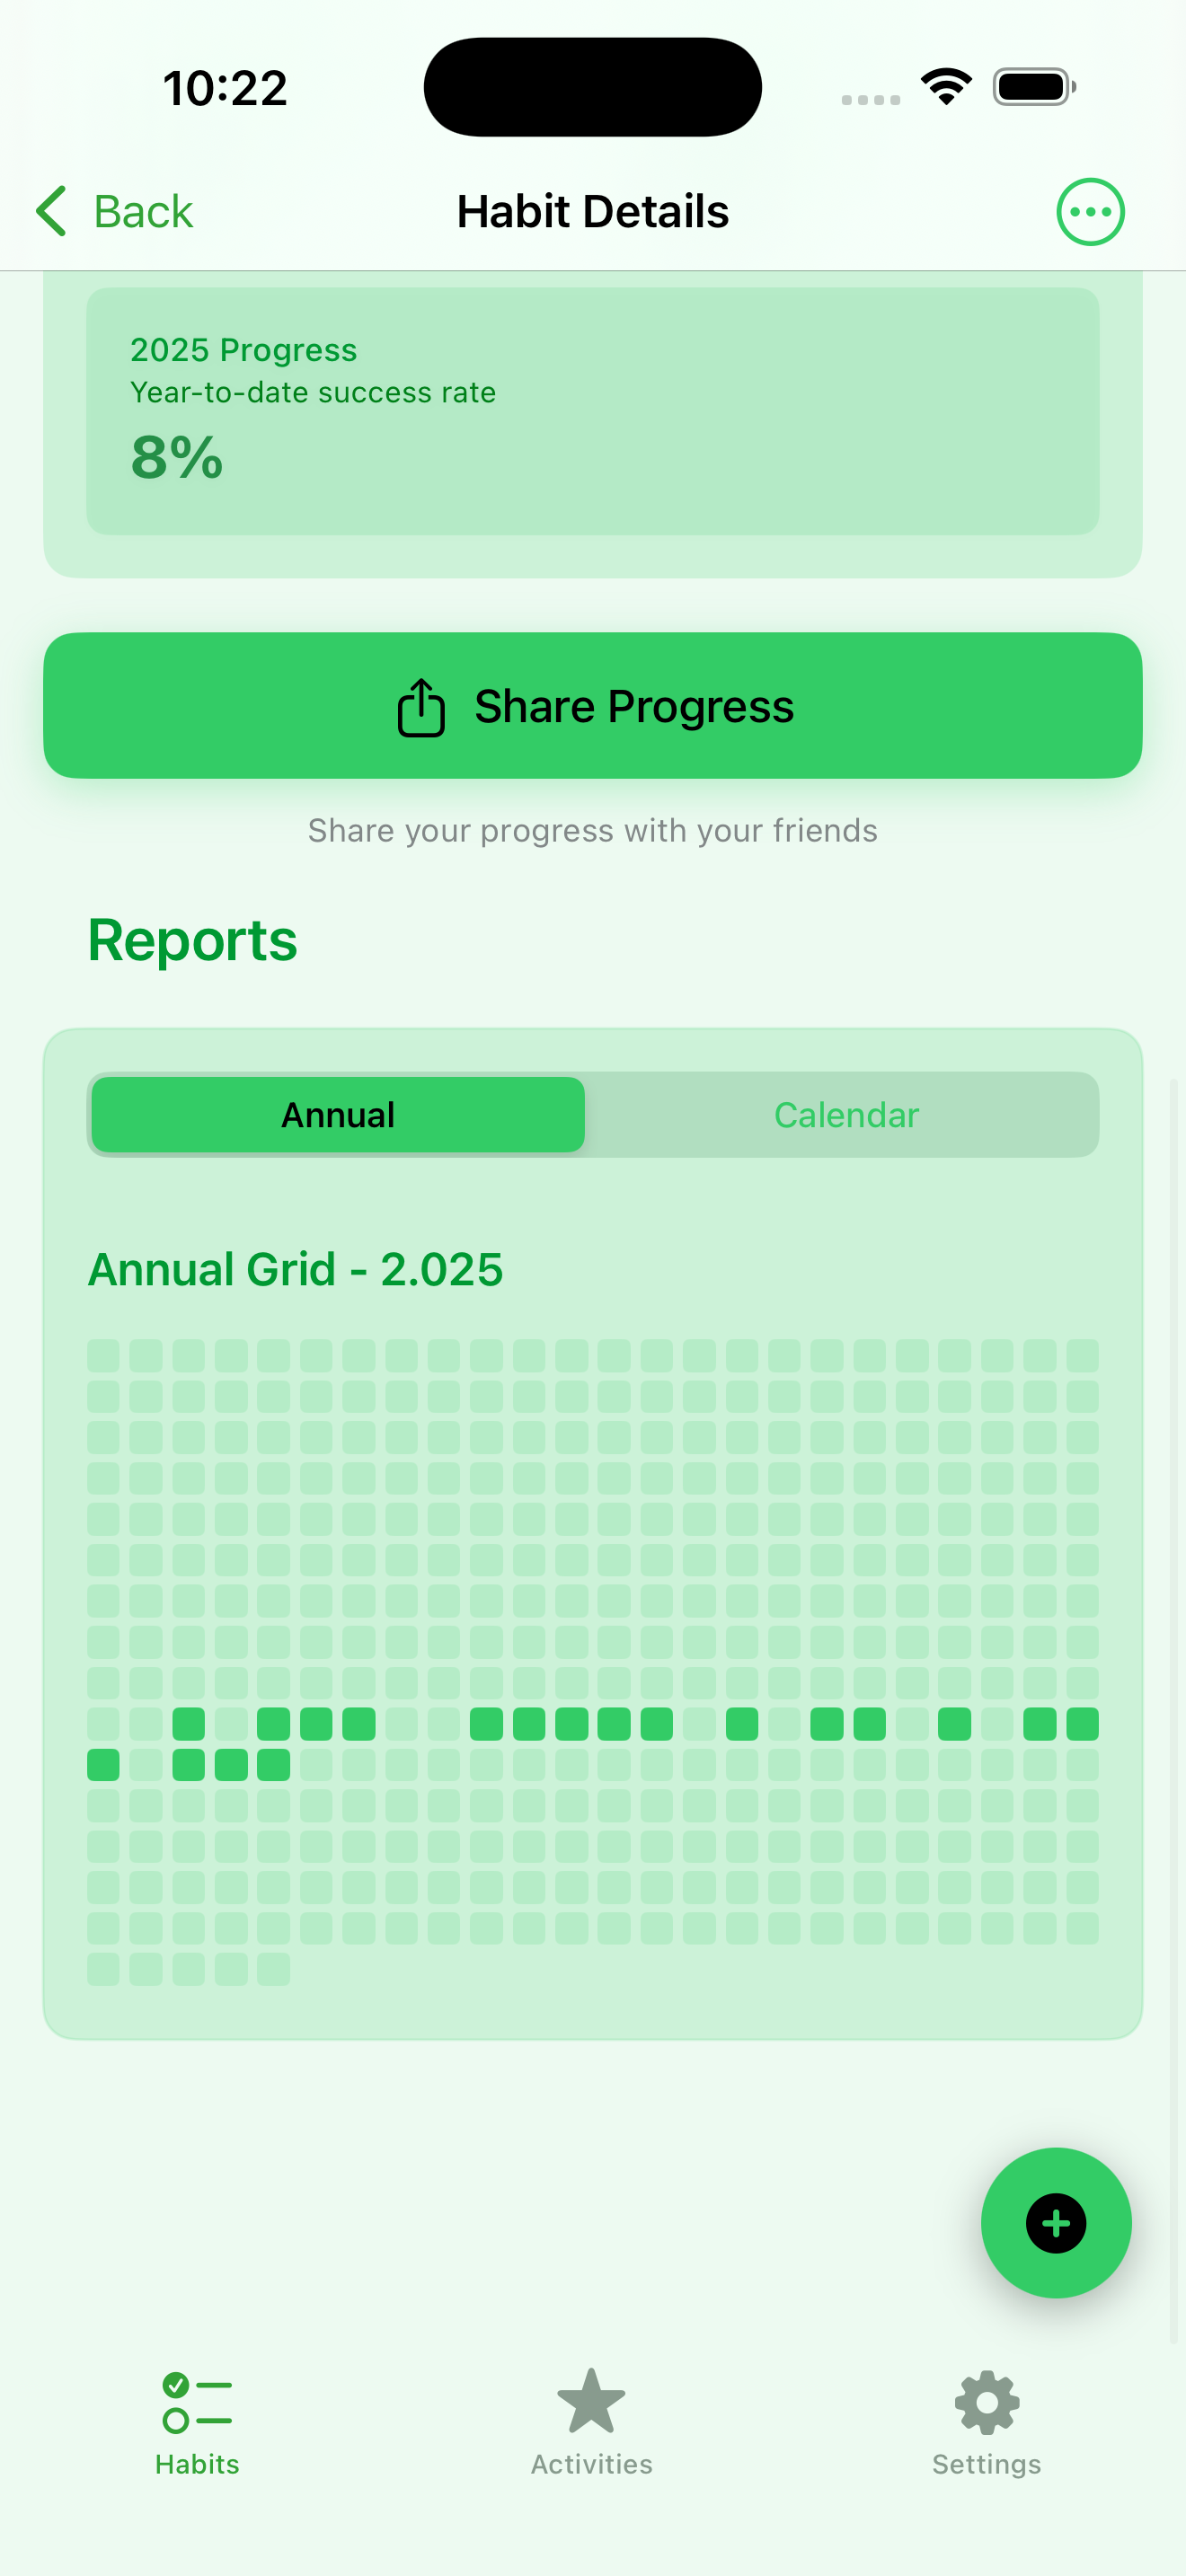 10:22
Back
Habit Details
2025 Progress
Year-to-date success rate
8%
Share Progress
Share your progress with your friends
Reports
Annual
Calendar
Annual Grid - 2.025
Habits
Activities
Settings